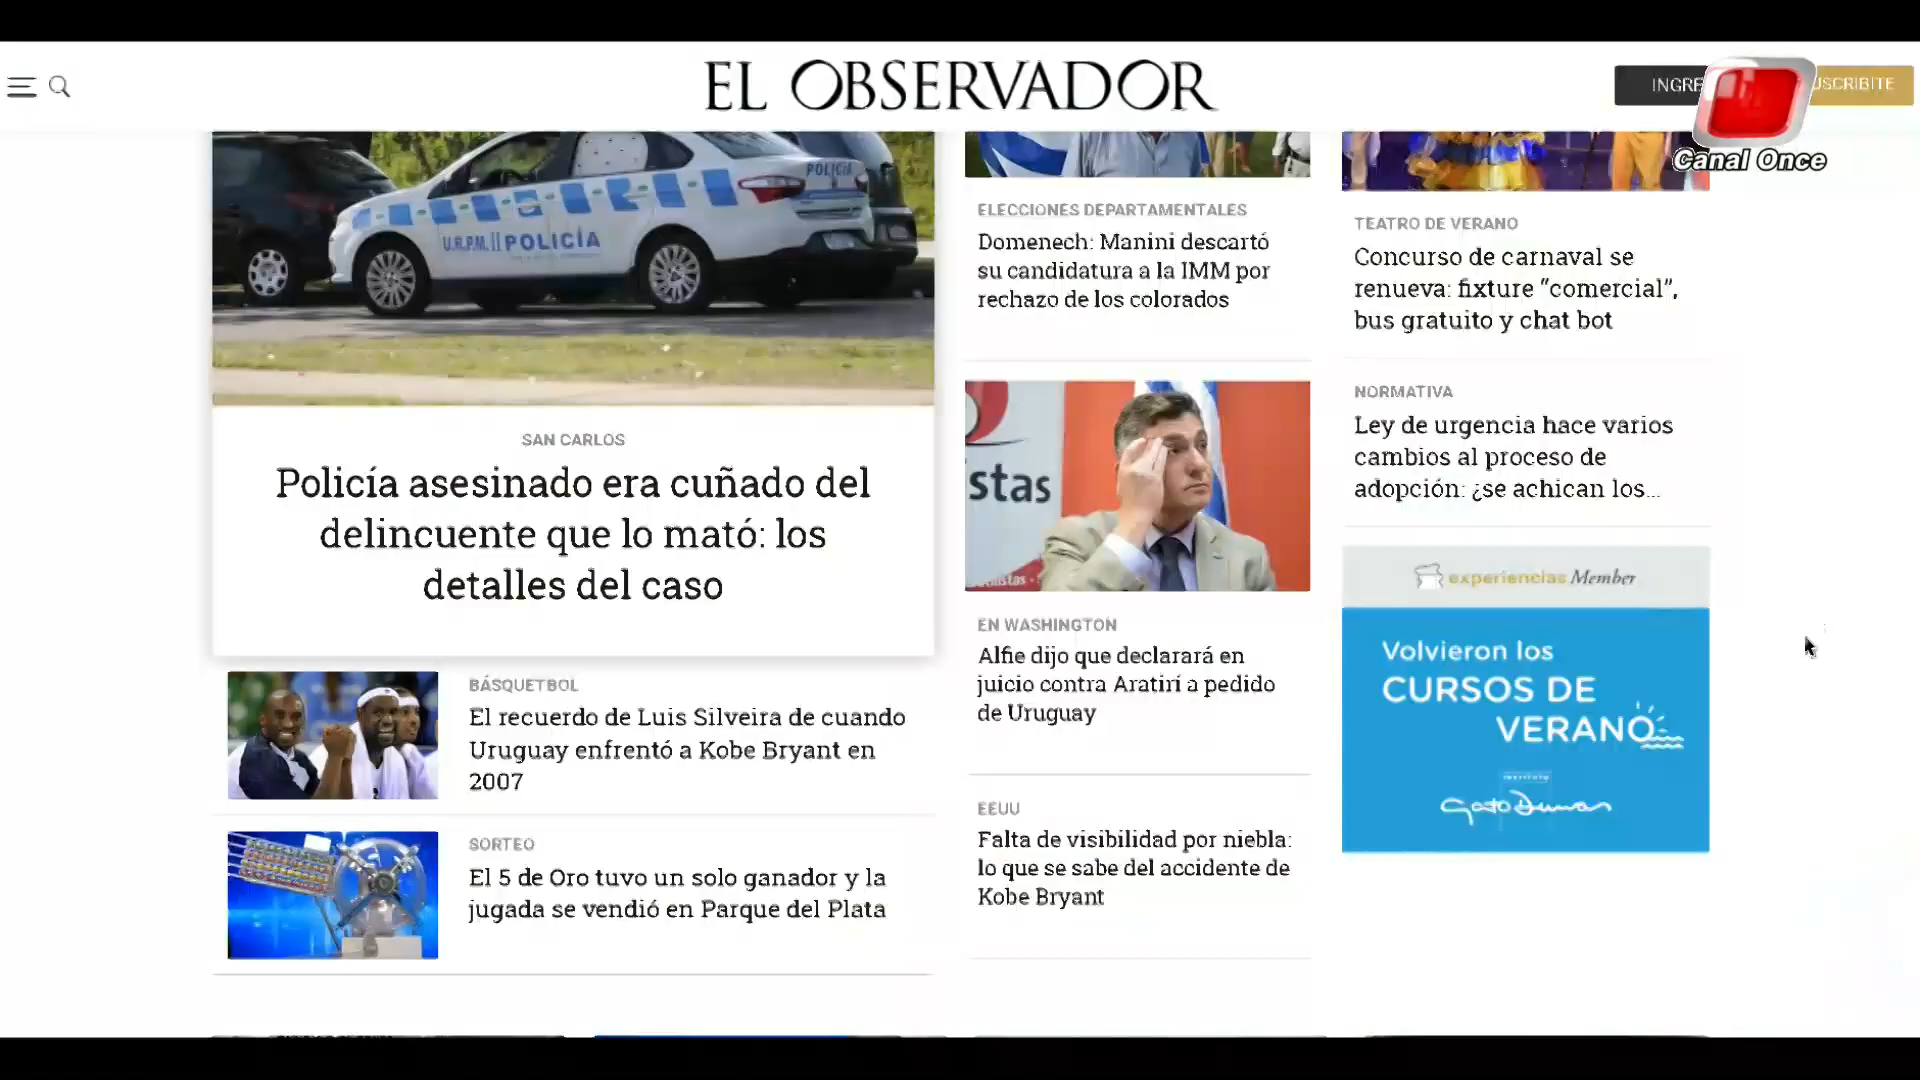 EL OBSERVADOR
Canal Once
POLICIA
U.R.P.M. II POLICÍA
SAN CARLOS
Policía asesinado era cuñado del
delincuente que lo mató: los
detalles del caso
BÁSQUETBOL
El recuerdo de Luis Silveira de cuando
Uruguay enfrentó a Kobe Bryant en
2007
SORTEO
El 5 de Oro tuvo un solo ganador y la
jugada se vendió en Parque del Plata
ELECCIONES DEPARTAMENTALES
Domenech: Manini descartó
su candidatura a la IMM por
rechazo de los colorados
stas
EN WASHINGTON
Alfie dijo que declarará en
juicio contra Aratirí a pedido
de Uruguay
EEUU
Falta de visibilidad por niebla:
lo que se sabe del accidente de
Kobe Bryant
TEATRO DE VERANO
Concurso de carnaval se
renueva: fixture “comercial”,
bus gratuito y chat bot
NORMATIVA
Ley de urgencia hace varios
cambios al proceso de
adopción: ¿se achican los...
experiencias Member
Volvieron los
CURSOS DE
VERANO
Gato Dumas